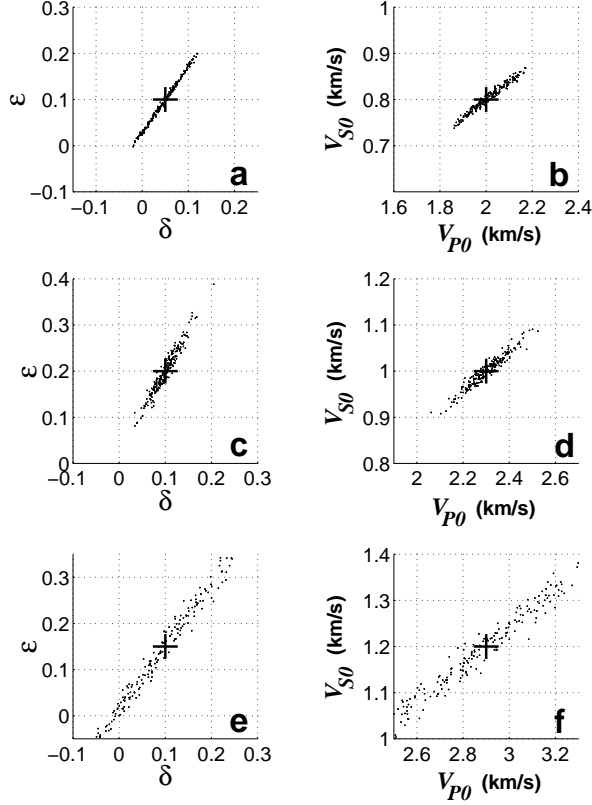 0.3
0.2
0.1
0
−0.1
ε
−0.1 0 0.1 0.2
δ
a
1
0.9
0.8
0.7
V_S0 (km/s)
1.6 1.8 2 2.2 2.4
V_P0 (km/s)
b
0.4
0.3
0.2
0.1
0
ε
−0.1 0 0.1 0.2 0.3
δ
c
1.2
1.1
1
0.9
0.8
V_S0 (km/s)
2 2.2 2.4 2.6
V_P0 (km/s)
d
0.3
0.2
0.1
0
ε
−0.1 0 0.1 0.2 0.3
δ
e
1.4
1.3
1.2
1.1
1
V_S0 (km/s)
2.6 2.8 3 3.2
V_P0 (km/s)
f